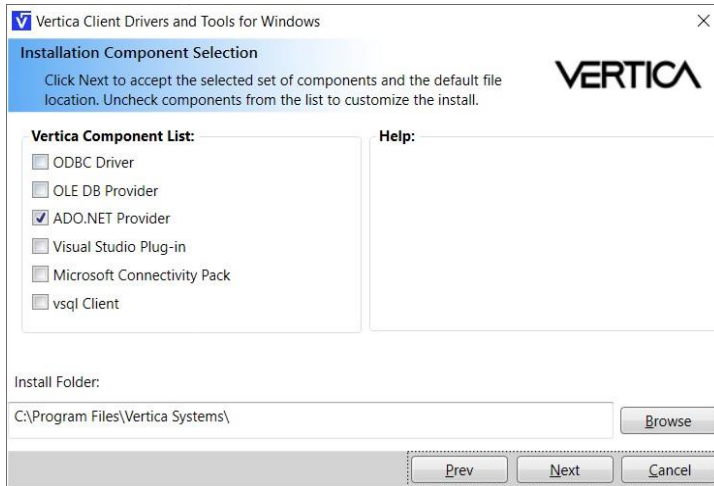 Vertica Client Drivers and Tools for Windows
Installation Component Selection
Click Next to accept the selected set of components and the default file
location. Uncheck components from the list to customize the install.
VERTICA
Vertica Component List:
ODBC Driver
OLE DB Provider
ADO.NET Provider
Visual Studio Plug-in
Microsoft Connectivity Pack
vsql Client
Help:
Install Folder:
C:\Program Files\Vertica Systems\
Browse
Prev
Next
Cancel